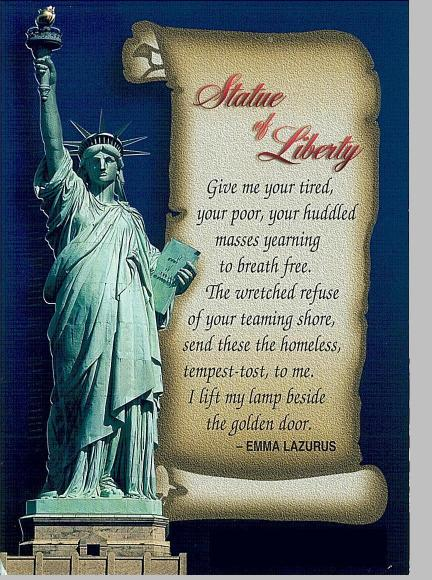 Statue
of
Liberty
Give me your tired,
your poor, your huddled
masses yearning
to breath free.
The wretched refuse
of your teaming shore,
send these the homeless,
tempest-tost, to me.
I lift my lamp beside
the golden door.
– EMMA LAZURUS